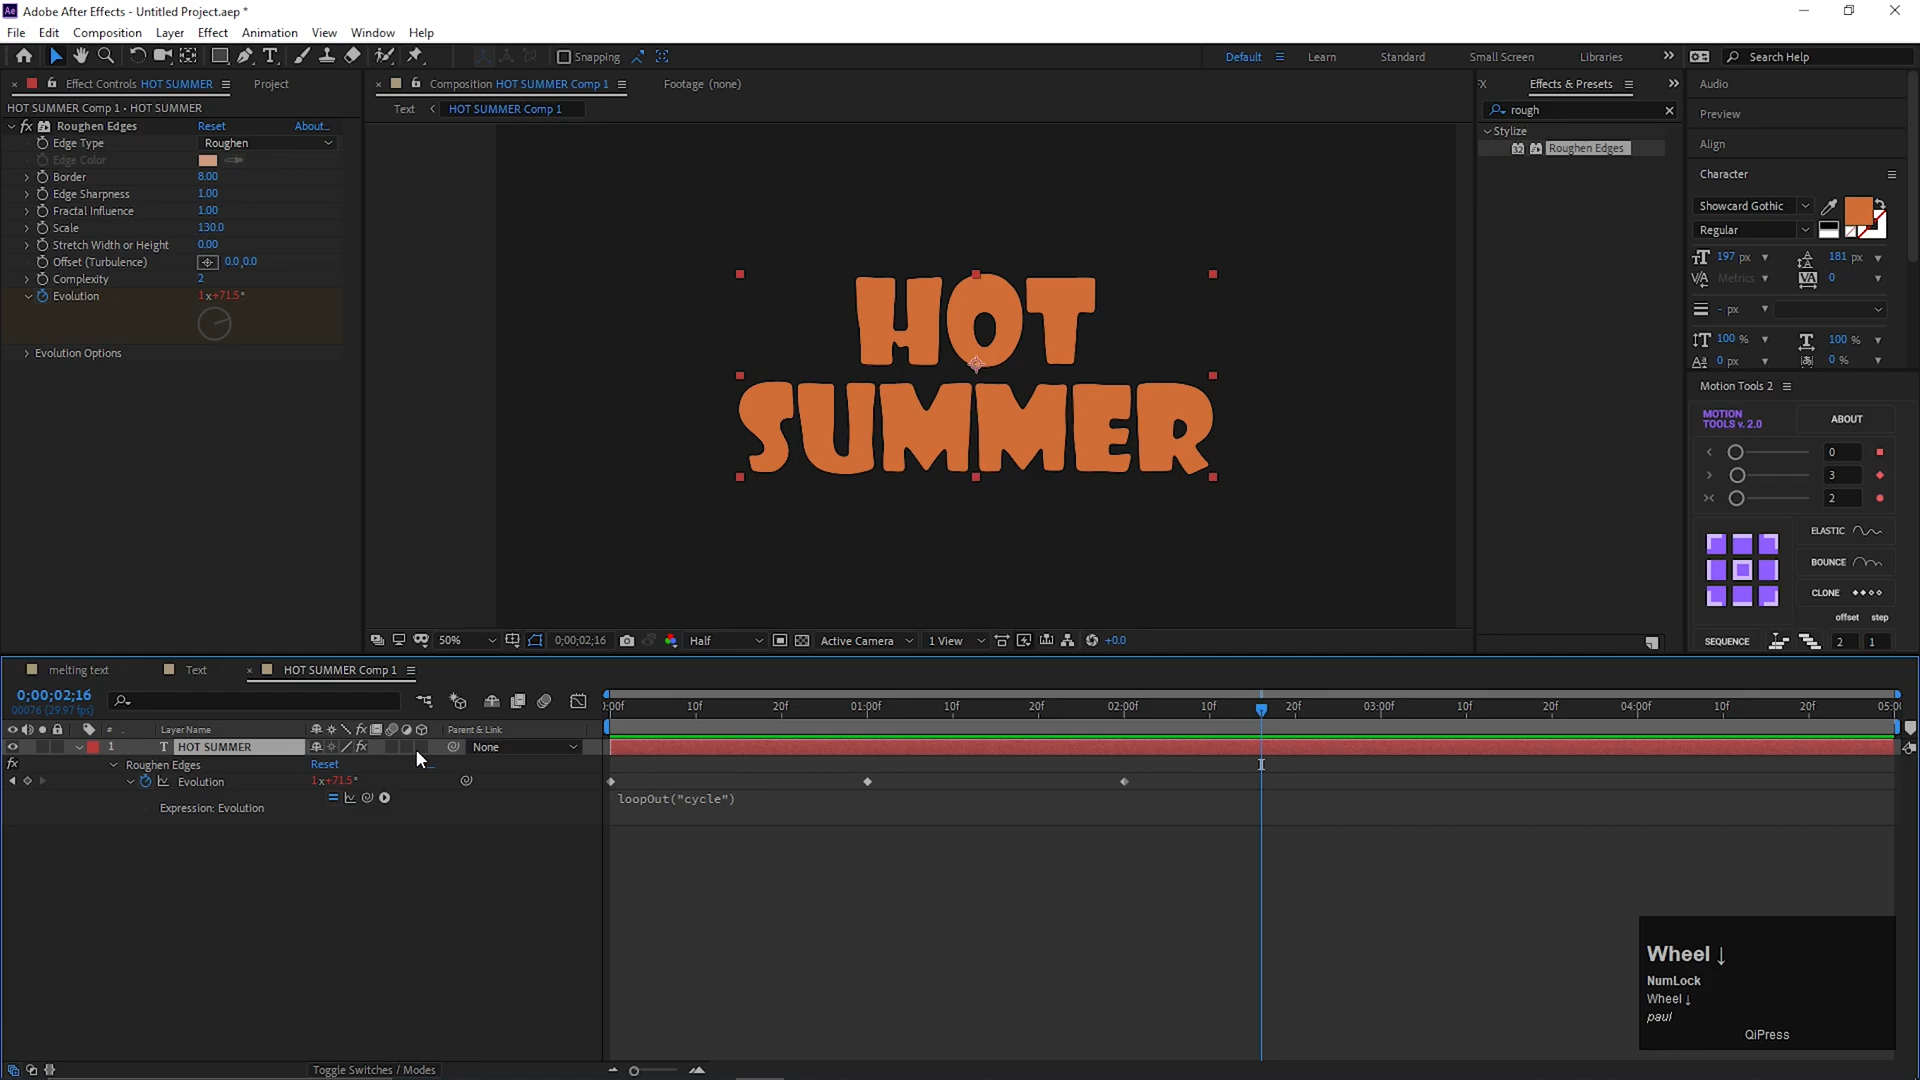 Adobe After Effects - Untitled Project.aep *
File Edit Composition Layer Effect Animation View Window Help
Snapping
Default Learn Standard Small Screen Libraries Search Help
Effect Controls HOT SUMMER Project
HOT SUMMER Comp 1 • HOT SUMMER
fx Roughen Edges Reset About...
Edge Type Roughen
Edge Color
Border 8.00
Edge Sharpness 1.00
Fractal Influence 1.00
Scale 130.0
Stretch Width or Height 0.00
Offset (Turbulence) 0.0,0.0
Complexity 2
Evolution 1x+71.5°
Evolution Options
Composition HOT SUMMER Comp 1 Footage (none)
Text HOT SUMMER Comp 1
HOT
SUMMER
50% 0;00;02;16 Half Active Camera 1 View +0.0
Effects & Presets
rough
Stylize
Roughen Edges
Audio
Preview
Align
Character
Showcard Gothic
Regular
197 px 181 px
Metrics 0
- px
100 % 100 %
0 px 0 %
Motion Tools 2
MOTION
TOOLS v. 2.0
ABOUT
0
3
2
ELASTIC
BOUNCE
CLONE
offset step
SEQUENCE 2 1
melting text Text HOT SUMMER Comp 1
0;00;02;16
00076 (29.97 fps)
):00f 10f 20f 01:00f 10f 20f 02:00f 10f 20f 03:00f 10f 20f 04:00f 10f 20f 05:00
# Layer Name Parent & Link
1 T HOT SUMMER fx None
fx Roughen Edges Reset
Evolution 1x+71.5°
Expression: Evolution
loopOut("cycle")
Toggle Switches / Modes
Wheel ↓
NumLock
Wheel ↓
paul
QiPress